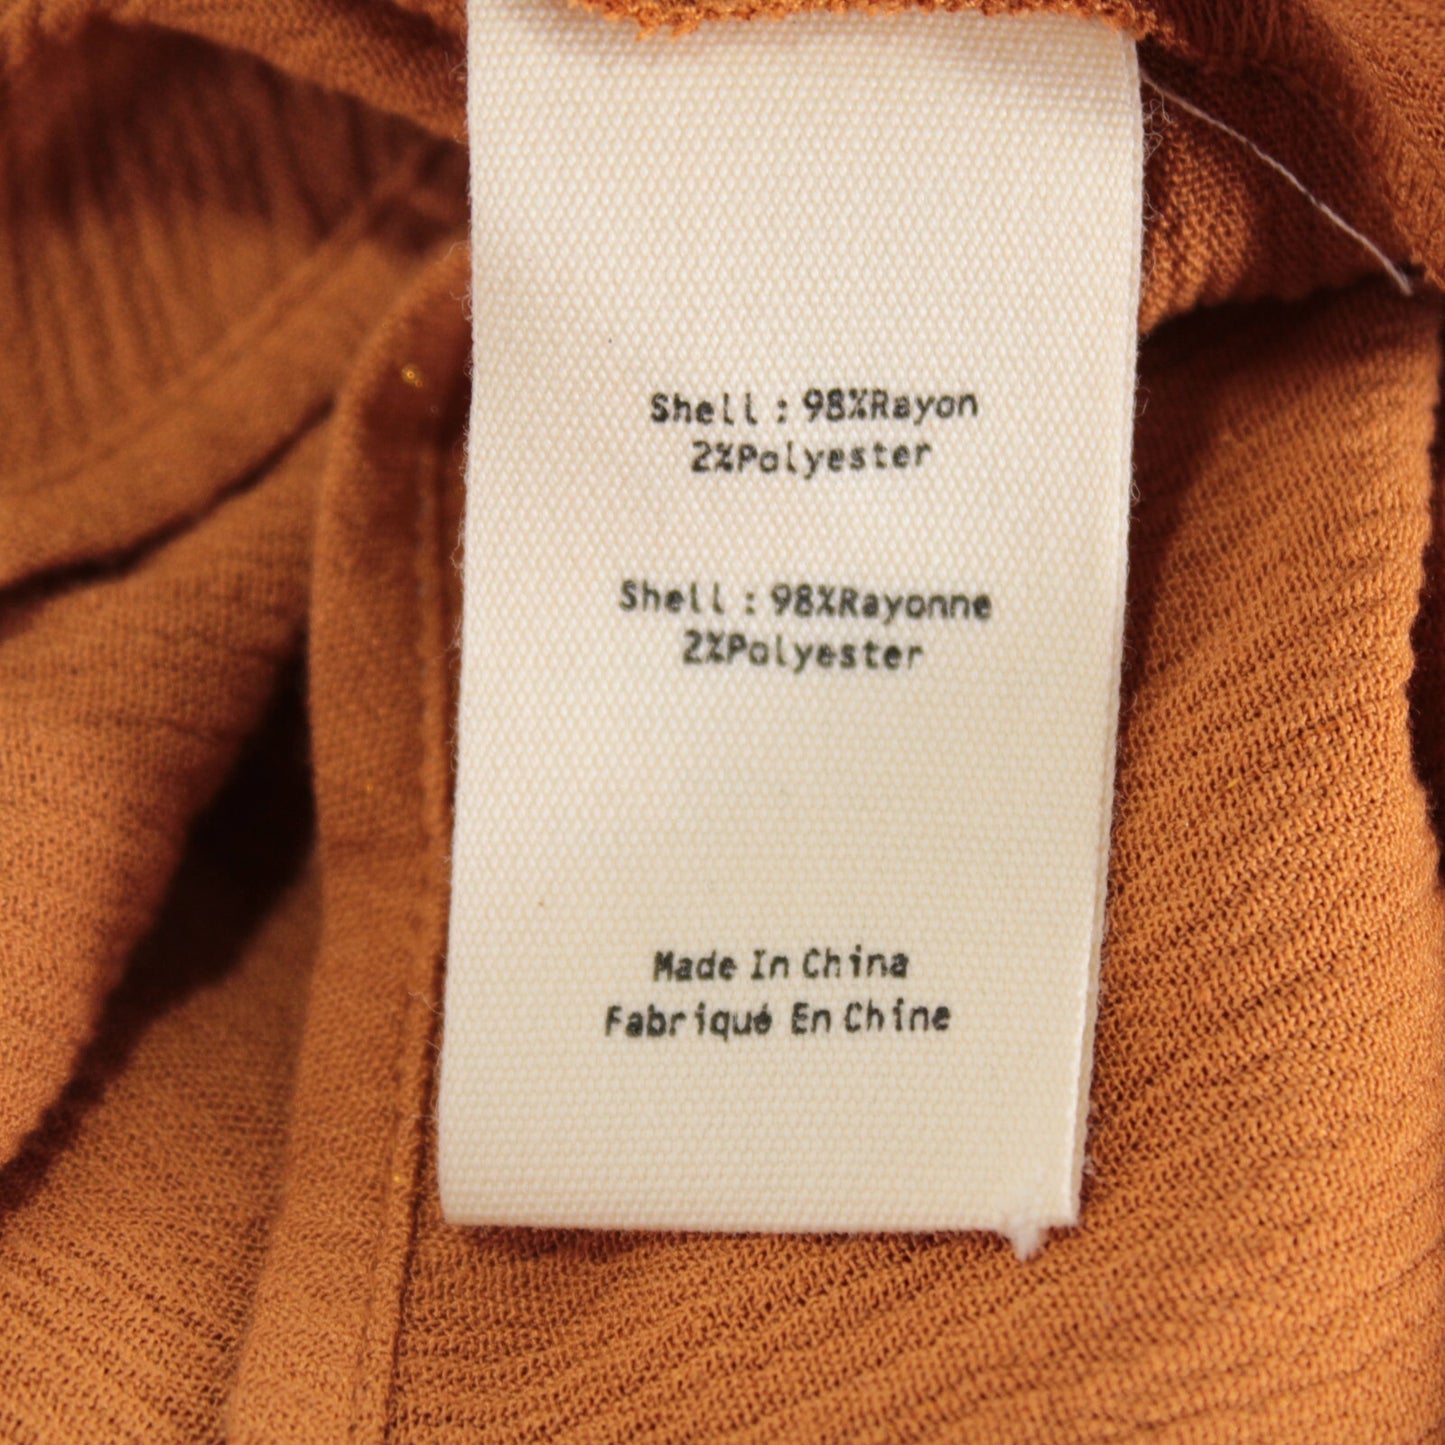 Shell : 98%Rayon
2%Polyester
Shell : 98%Rayonne
2%Polyester
Made In China
Fabriqué En Chine